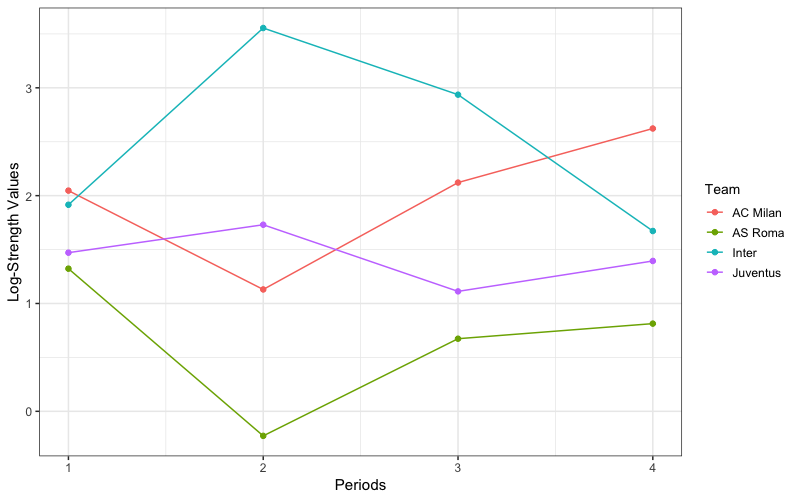 Log-Strength Values
3
2
1
0
1 2 3 4
Periods
Team
AC Milan
AS Roma
Inter
Juventus